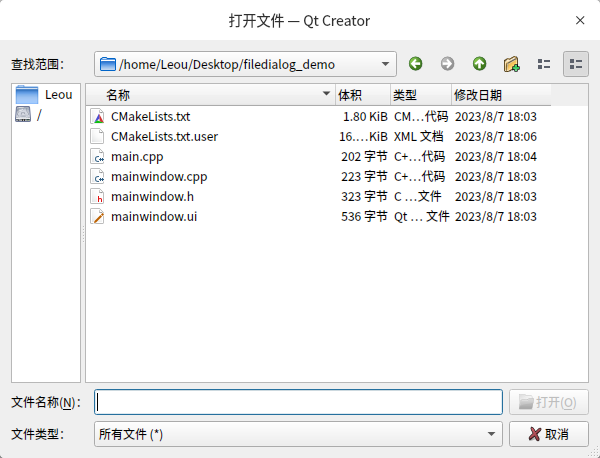 打开文件 — Qt Creator
查找范围: /home/Leou/Desktop/filedialog_demo
Leou
/
名称 体积 类型 修改日期
CMakeLists.txt 1.80 KiB CM…代码 2023/8/7 18:03
CMakeLists.txt.user 16.…KiB XML 文档 2023/8/7 18:06
main.cpp 202 字节 C+…代码 2023/8/7 18:04
mainwindow.cpp 223 字节 C+…代码 2023/8/7 18:03
mainwindow.h 323 字节 C …文件 2023/8/7 18:03
mainwindow.ui 536 字节 Qt … 文件 2023/8/7 18:03
文件名称(N): 打开(O)
文件类型: 所有文件 (*) 取消